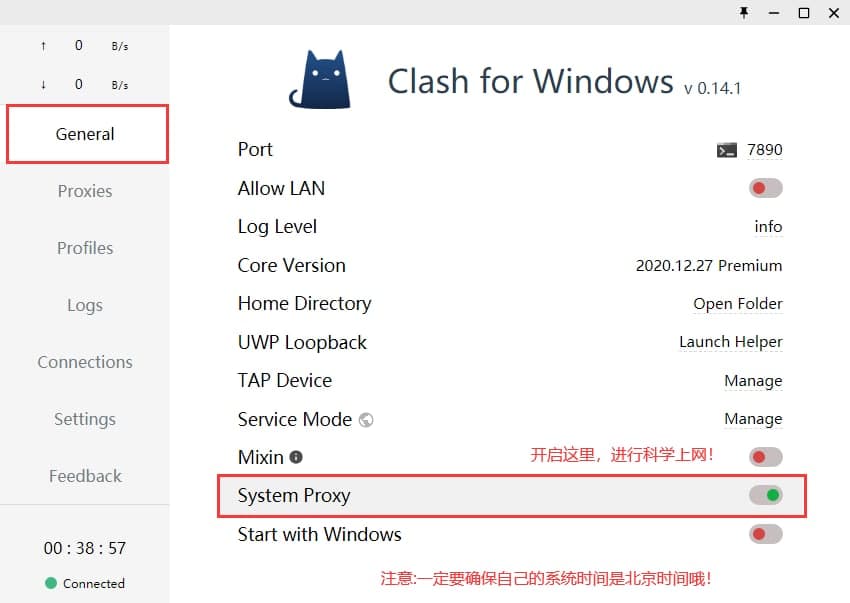 ↑ 0 B/s
↓ 0 B/s
General
Proxies
Profiles
Logs
Connections
Settings
Feedback
00 : 38 : 57
Connected
Clash for Windows v 0.14.1
Port 7890
Allow LAN
Log Level info
Core Version 2020.12.27 Premium
Home Directory Open Folder
UWP Loopback Launch Helper
TAP Device Manage
Service Mode Manage
Mixin 开启这里，进行科学上网！
System Proxy
Start with Windows
注意:一定要确保自己的系统时间是北京时间哦！